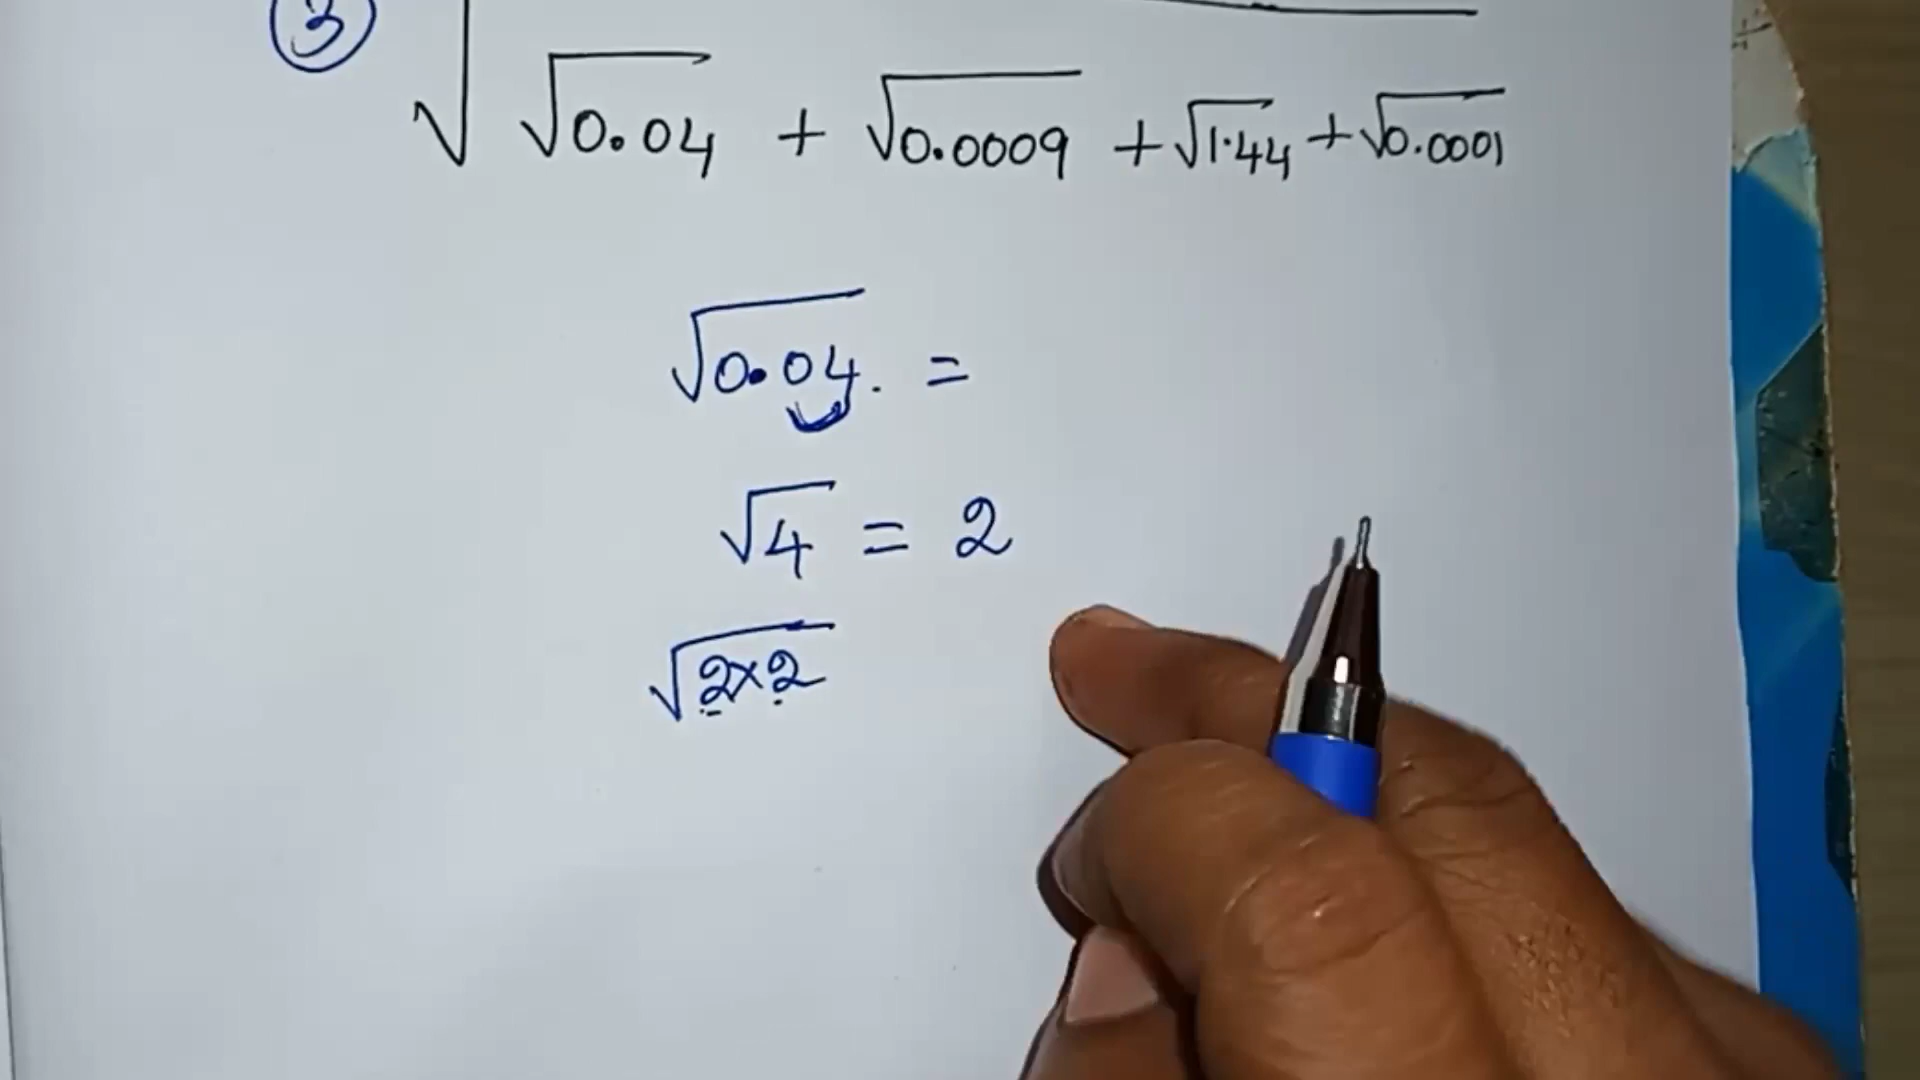 3
√ √0.04 + √0.0009 + √1.44 + √0.0001
√0.04. =
√4 = 2
√2×2